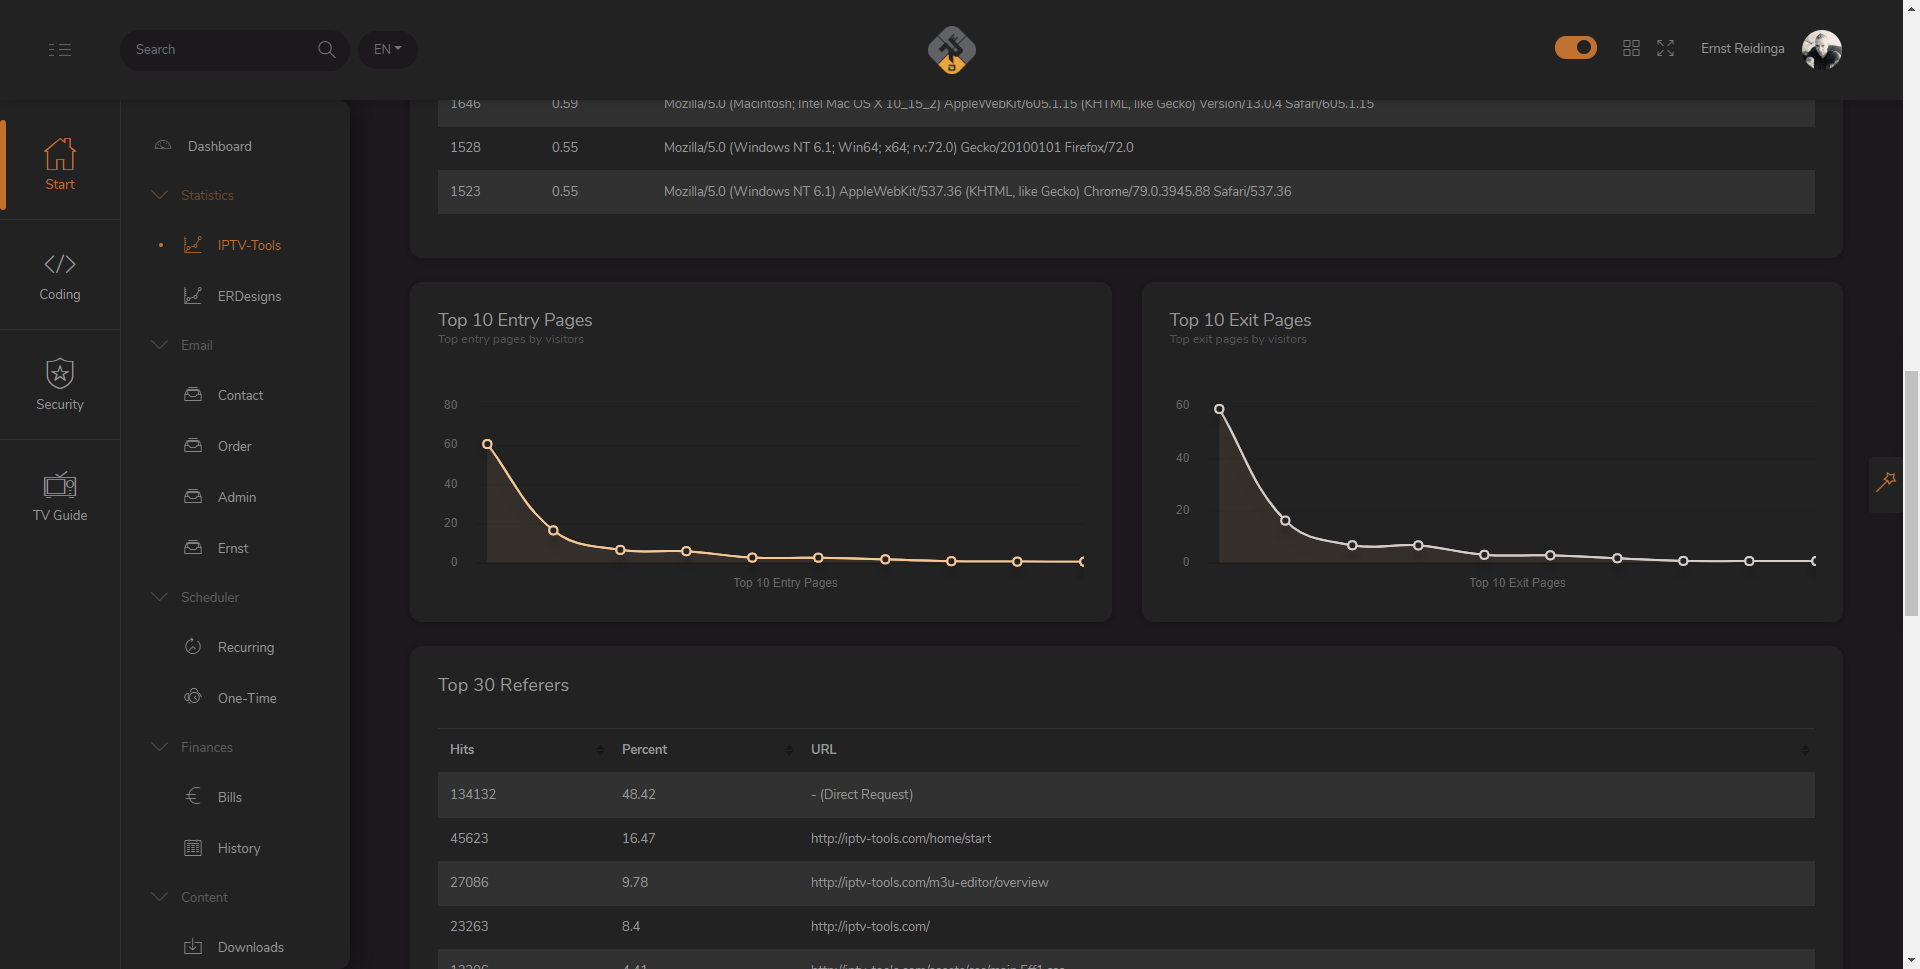 Search
EN
Ernst Reidinga
Start
Coding
Security
TV Guide
Dashboard
Statistics
IPTV-Tools
ERDesigns
Email
Contact
Order
Admin
Ernst
Scheduler
Recurring
One-Time
Finances
Bills
History
Content
Downloads
1646 0.59 Mozilla/5.0 (Macintosh; Intel Mac OS X 10_15_2) AppleWebKit/605.1.15 (KHTML, like Gecko) Version/13.0.4 Safari/605.1.15
1528 0.55 Mozilla/5.0 (Windows NT 6.1; Win64; x64; rv:72.0) Gecko/20100101 Firefox/72.0
1523 0.55 Mozilla/5.0 (Windows NT 6.1) AppleWebKit/537.36 (KHTML, like Gecko) Chrome/79.0.3945.88 Safari/537.36
Top 10 Entry Pages
Top entry pages by visitors
80
60
40
20
0
Top 10 Entry Pages
Top 10 Exit Pages
Top exit pages by visitors
60
40
20
0
Top 10 Exit Pages
Top 30 Referers
Hits Percent URL
134132 48.42 - (Direct Request)
45623 16.47 http://iptv-tools.com/home/start
27086 9.78 http://iptv-tools.com/m3u-editor/overview
23263 8.4 http://iptv-tools.com/